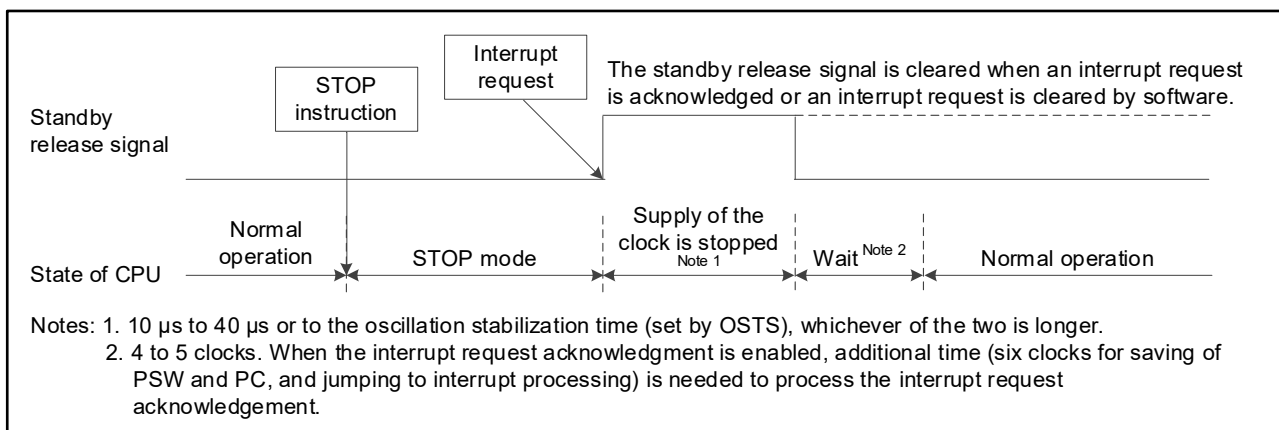 Interrupt
request
The standby release signal is cleared when an interrupt request
is acknowledged or an interrupt request is cleared by software.
STOP
instruction
Standby
release signal
Normal
operation
Supply of the
clock is stopped
Note 1
State of CPU
STOP mode
Wait Note 2
Normal operation
Notes: 1. 10 µs to 40 µs or to the oscillation stabilization time (set by OSTS), whichever of the two is longer.
2. 4 to 5 clocks. When the interrupt request acknowledgment is enabled, additional time (six clocks for saving of
PSW and PC, and jumping to interrupt processing) is needed to process the interrupt request
acknowledgement.